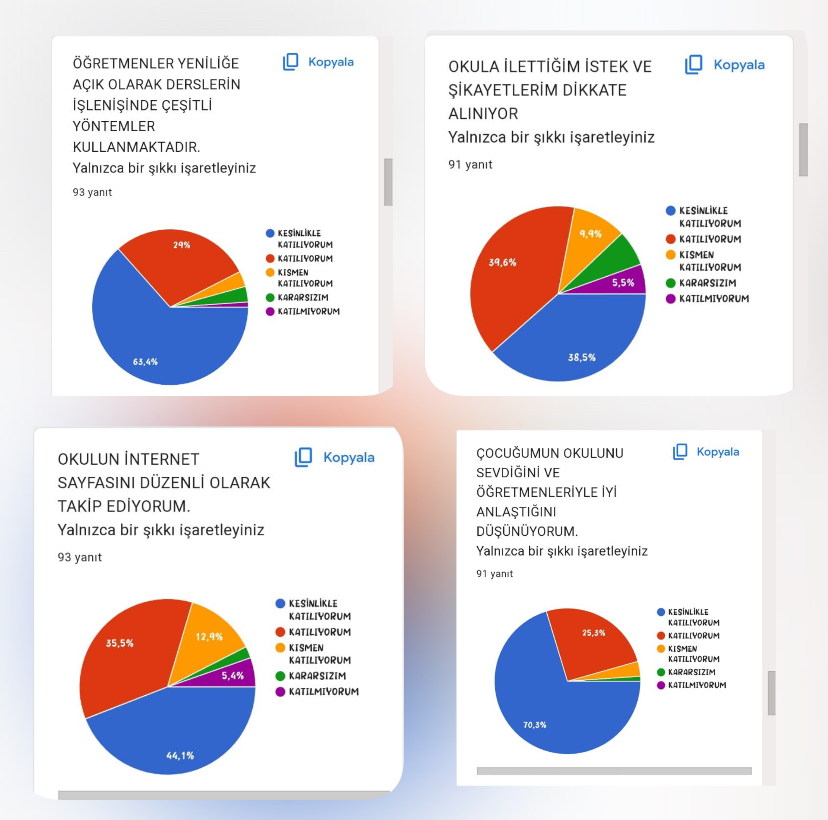 ÖĞRETMENLER YENİLİĞE
AÇIK OLARAK DERSLERİN
İŞLENİŞİNDE ÇEŞİTLİ
YÖNTEMLER
KULLANMAKTADIR.
Yalnızca bir şıkkı işaretleyiniz
93 yanıt
Kopyala
29%
63,4%
KESİNLİKLE
KATILIYORUM
KATILIYORUM
KISMEN
KATILIYORUM
KARARSIZIM
KATILMIYORUM
OKULA İLETTİĞİM İSTEK VE
ŞİKAYETLERİM DİKKATE
ALINIYOR
Yalnızca bir şıkkı işaretleyiniz
91 yanıt
Kopyala
9,9%
39,6%
5,5%
38,5%
KESİNLİKLE
KATILIYORUM
KATILIYORUM
KISMEN
KATILIYORUM
KARARSIZIM
KATILMIYORUM
OKULUN İNTERNET
SAYFASINI DÜZENLİ OLARAK
TAKİP EDİYORUM.
Yalnızca bir şıkkı işaretleyiniz
93 yanıt
Kopyala
35,5%
12,9%
5,4%
44,1%
KESİNLİKLE
KATILIYORUM
KATILIYORUM
KISMEN
KATILIYORUM
KARARSIZIM
KATILMIYORUM
ÇOCUĞUMUN OKULUNU
SEVDİĞİNİ VE
ÖĞRETMENLERİYLE İYİ
ANLAŞTIĞINI
DÜŞÜNÜYORUM.
Yalnızca bir şıkkı işaretleyiniz
91 yanıt
Kopyala
25,3%
70,3%
KESİNLİKLE
KATILIYORUM
KATILIYORUM
KISMEN
KATILIYORUM
KARARSIZIM
KATILMIYORUM